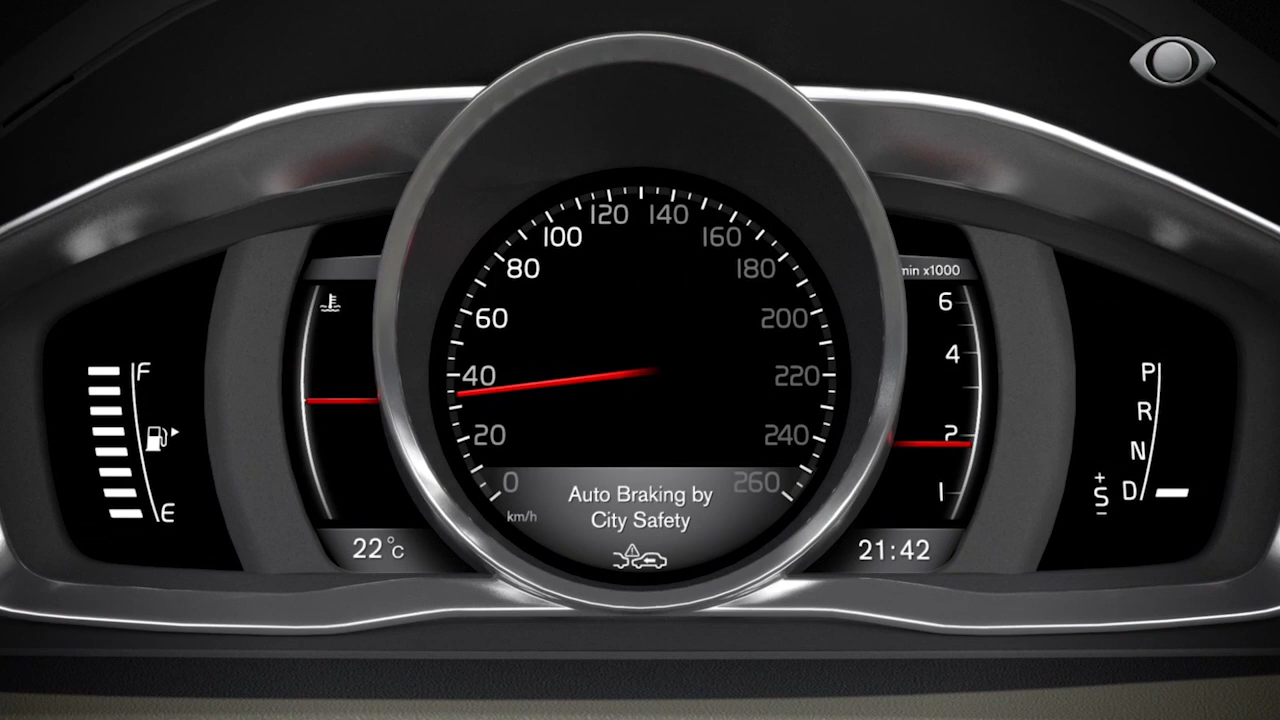 120 140
100 160
80 180
60 200
40 220
20 240
0 260
km/h
Auto Braking by
City Safety
F
E
22°C
min x1000
6
4
2
1
21:42
P
R
N
D
+
S
−